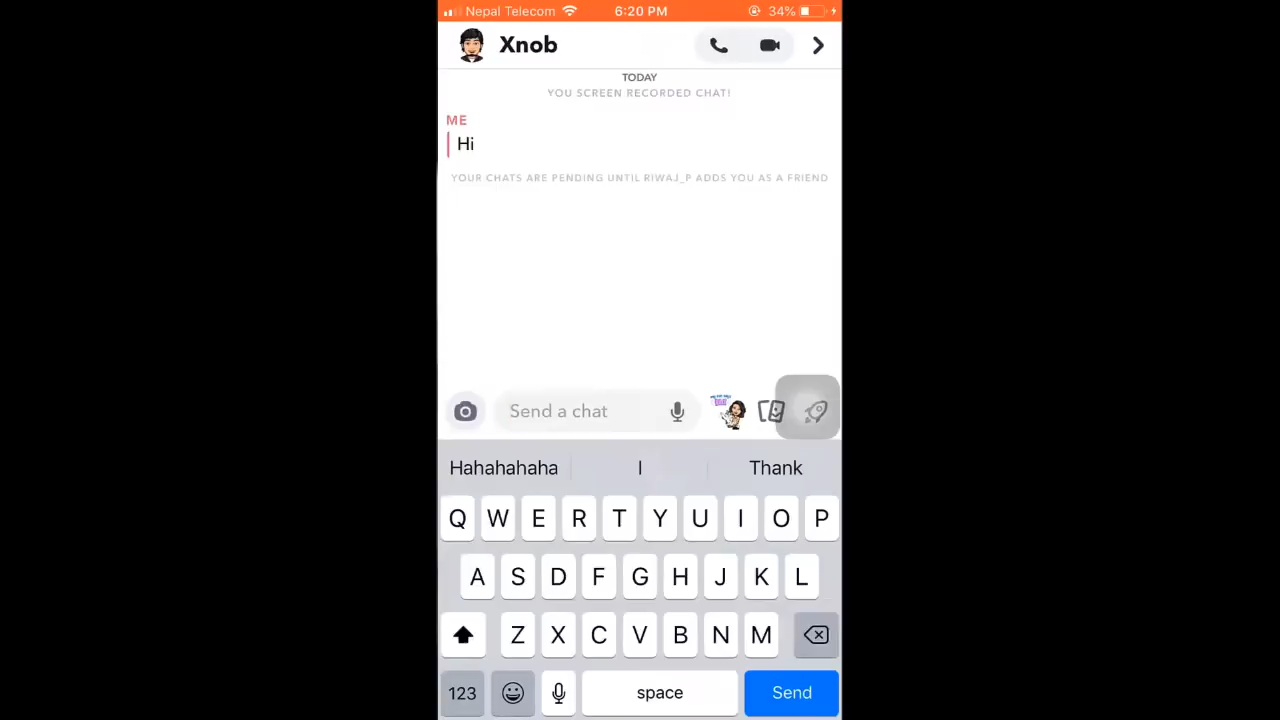 Nepal Telecom 6:20 PM 34%
Xnob
TODAY
YOU SCREEN RECORDED CHAT!
ME
Hi
YOUR CHATS ARE PENDING UNTIL RIWAJ_P ADDS YOU AS A FRIEND
Send a chat
Hahahahaha I Thank
Q W E R T Y U I O P
A S D F G H J K L
Z X C V B N M
123 space Send